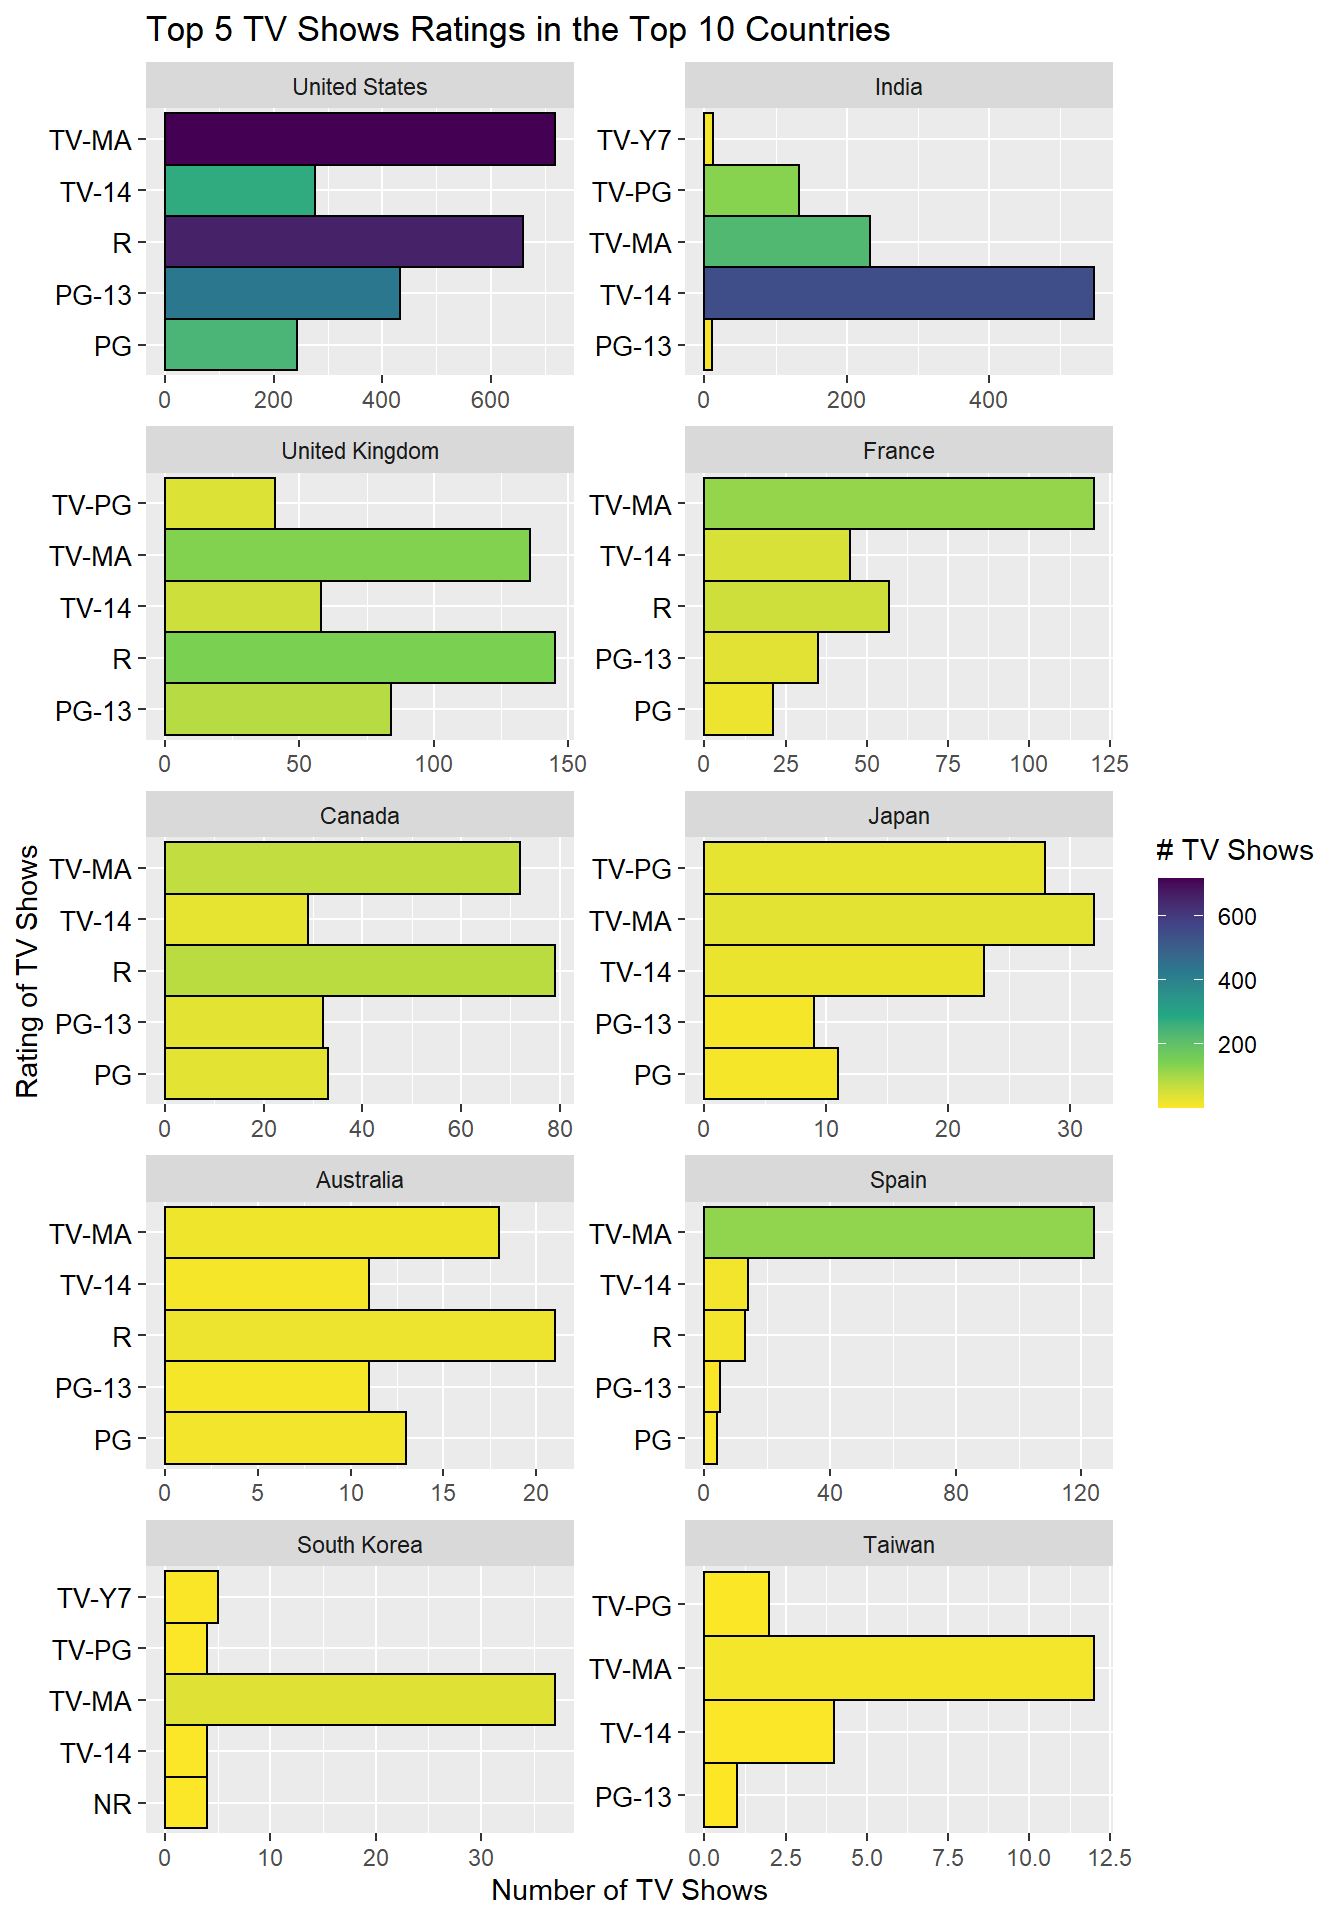 Top 5 TV Shows Ratings in the Top 10 Countries
United States
TV-MA
TV-14
R
PG-13
PG
0 200 400 600
India
TV-Y7
TV-PG
TV-MA
TV-14
PG-13
0 200 400
United Kingdom
TV-PG
TV-MA
TV-14
R
PG-13
0 50 100 150
France
TV-MA
TV-14
R
PG-13
PG
0 25 50 75 100 125
Canada
TV-MA
TV-14
R
PG-13
PG
0 20 40 60 80
Japan
TV-PG
TV-MA
TV-14
PG-13
PG
0 10 20 30
Australia
TV-MA
TV-14
R
PG-13
PG
0 5 10 15 20
Spain
TV-MA
TV-14
R
PG-13
PG
0 40 80 120
South Korea
TV-Y7
TV-PG
TV-MA
TV-14
NR
0 10 20 30
Taiwan
TV-PG
TV-MA
TV-14
PG-13
0.0 2.5 5.0 7.5 10.0 12.5
Number of TV Shows
Rating of TV Shows
# TV Shows
600
400
200